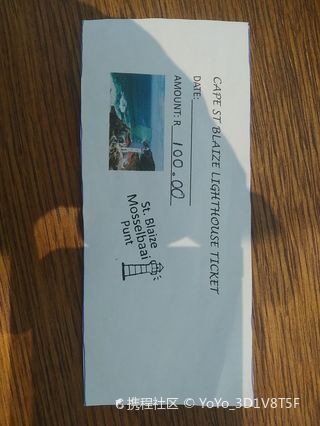 CAPE ST BLAIZE LIGHTHOUSE TICKET
DATE:
AMOUNT: R 100.00
St. Blaize
Mosselbaai
Punt
携程社区 © YoYo_3D1V8T5F